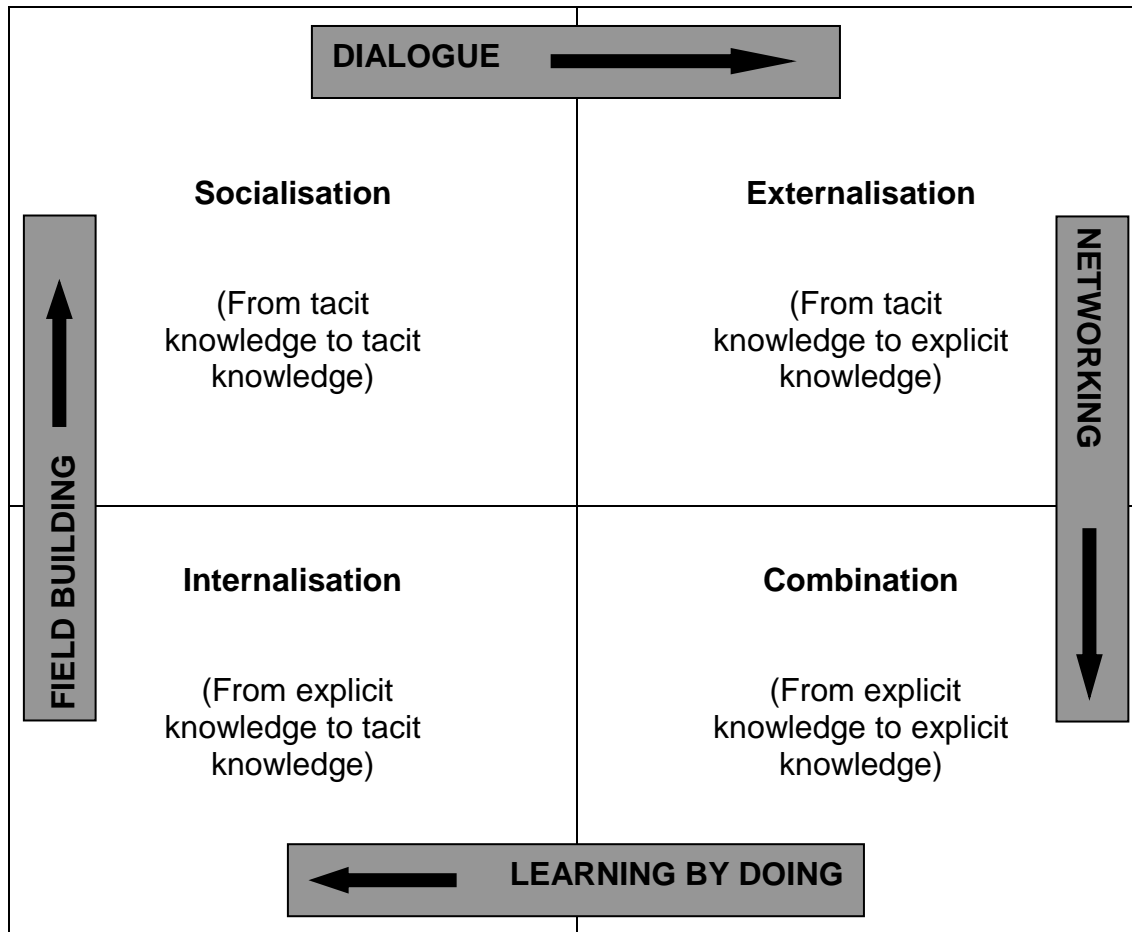 DIALOGUE
Socialisation
Externalisation
(From tacit
knowledge to tacit
knowledge)
(From tacit
knowledge to explicit
knowledge)
NETWORKING
FIELD BUILDING
Internalisation
Combination
(From explicit
knowledge to tacit
knowledge)
(From explicit
knowledge to explicit
knowledge)
LEARNING BY DOING